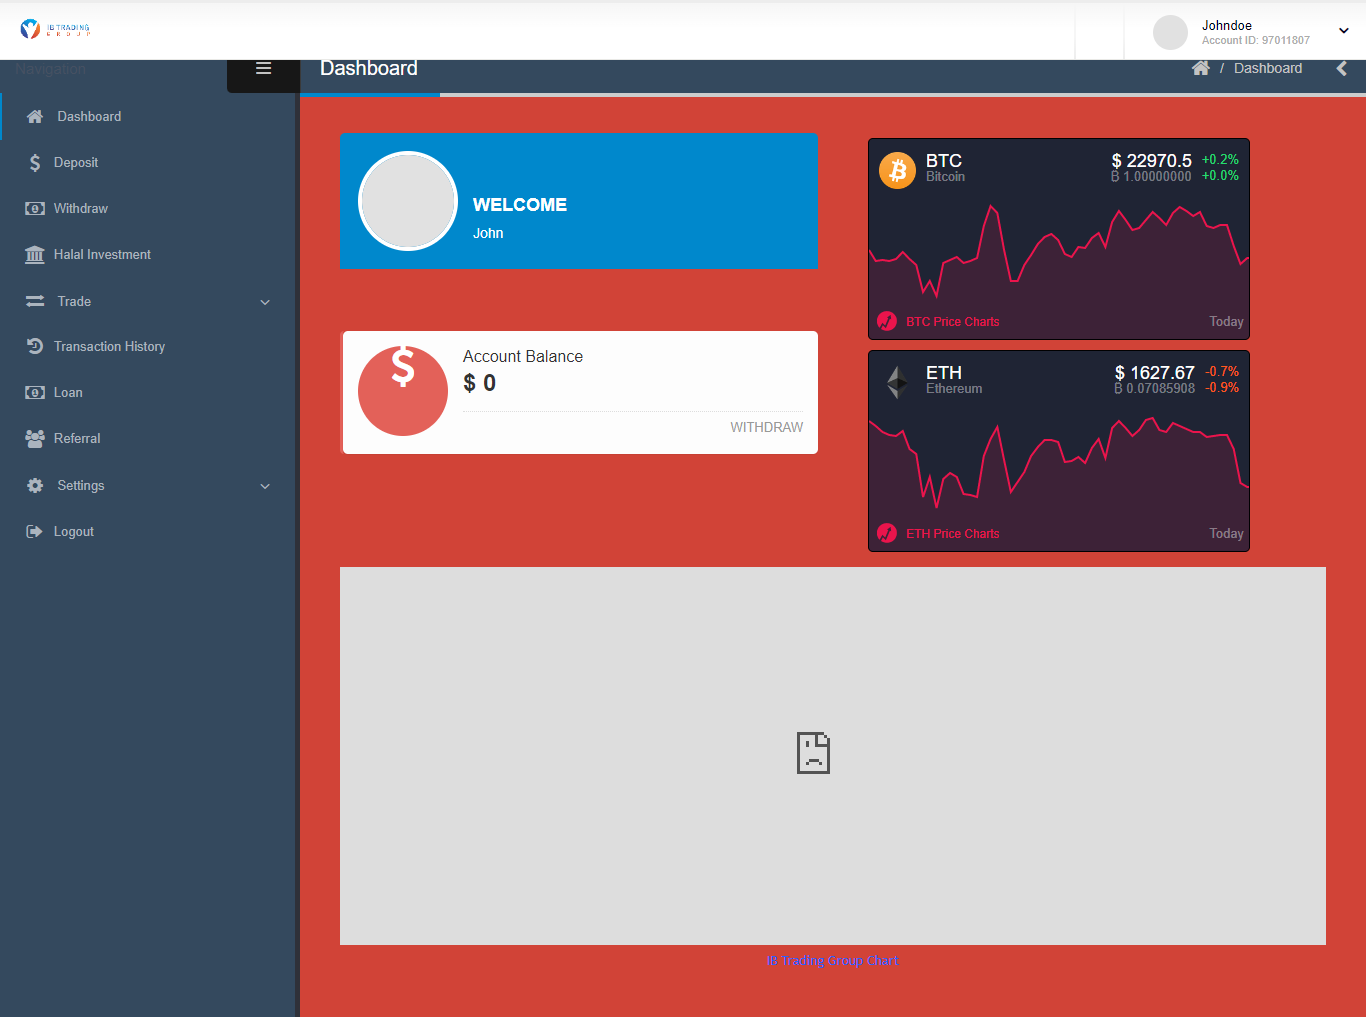 IB TRADING
GROUP
Johndoe
Account ID: 97011807
Navigation
Dashboard
/ Dashboard
Dashboard
Deposit
Withdraw
Halal Investment
Trade
Transaction History
Loan
Referral
Settings
Logout
WELCOME
John
$
Account Balance
$ 0
WITHDRAW
BTC
Bitcoin
$ 22970.5 +0.2%
B 1.00000000 +0.0%
BTC Price Charts
Today
ETH
Ethereum
$ 1627.67 -0.7%
B 0.07085908 -0.9%
ETH Price Charts
Today
IB Trading Group Chart